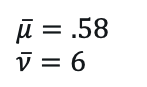 μ̄ = .58
ν̄ = 6